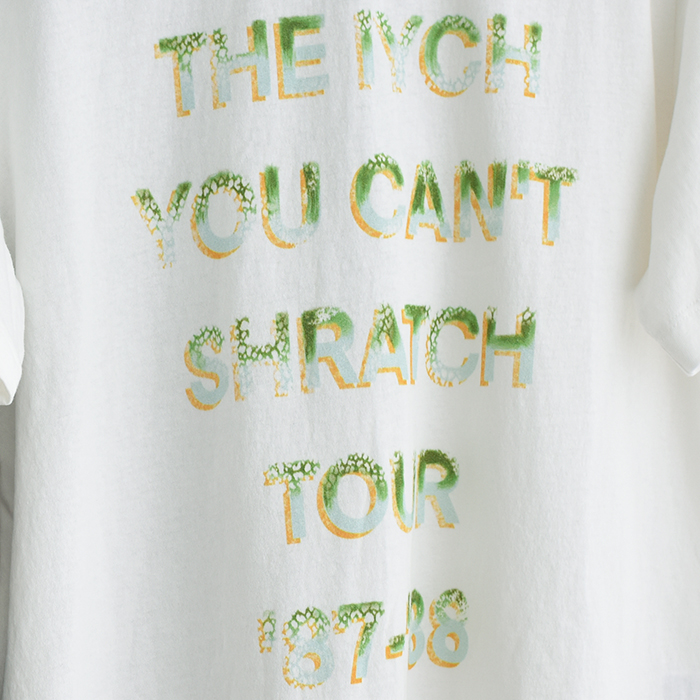 THE IYCH
YOU CAN'T
SHRATCH
TOUR
'87-88